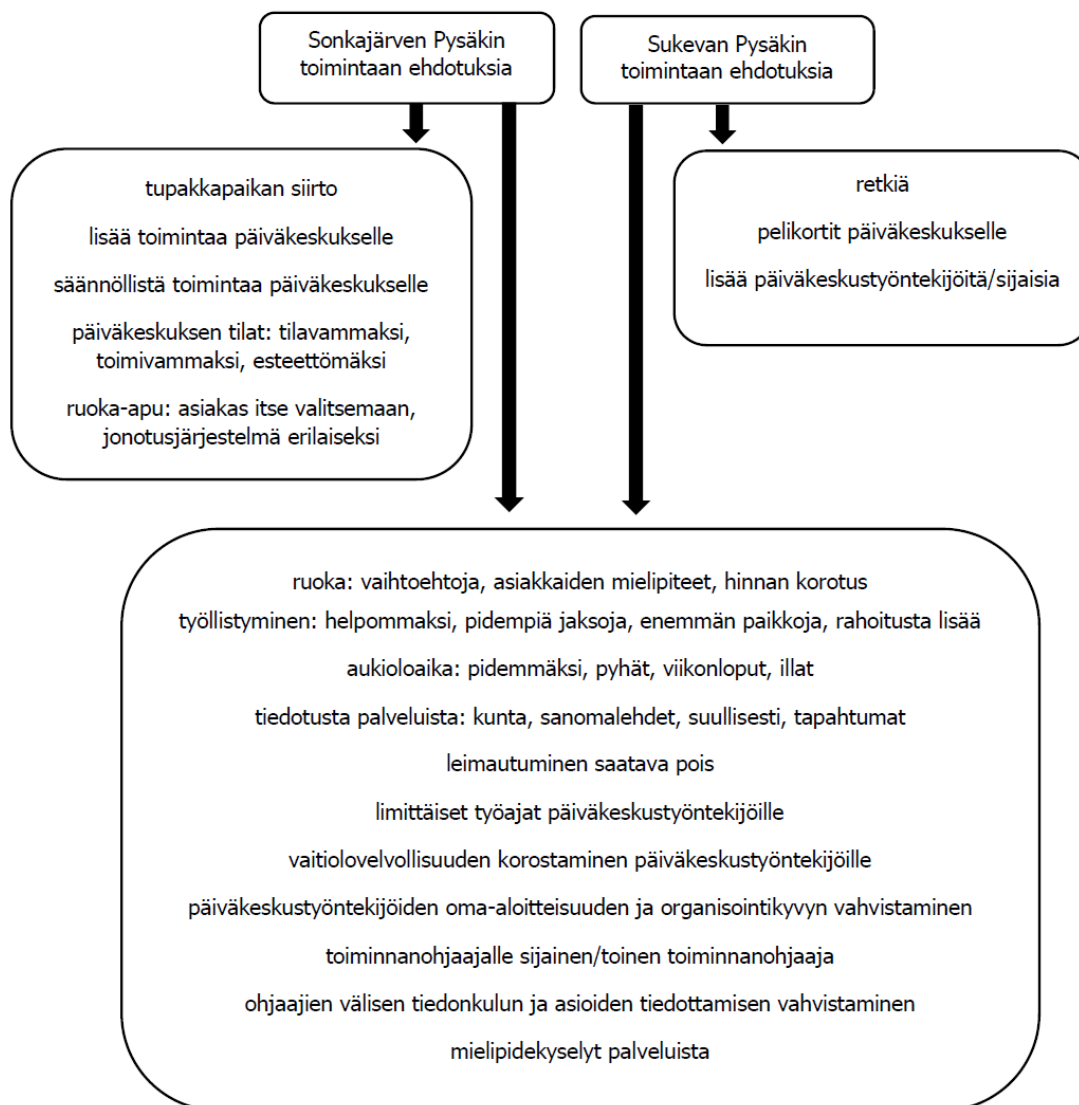 Sonkajärven Pysäkin
toimintaan ehdotuksia
Sukevan Pysäkin
toimintaan ehdotuksia
tupakkapaikan siirto
lisää toimintaa päiväkeskukselle
säännöllistä toimintaa päiväkeskukselle
päiväkeskuksen tilat: tilavammaksi,
toimivammaksi, esteettömäksi
ruoka-apu: asiakas itse valitsemaan,
jonotusjärjestelmä erilaiseksi
retkiä
pelikortit päiväkeskukselle
lisää päiväkeskustyöntekijöitä/sijaisia
ruoka: vaihtoehtoja, asiakkaiden mielipiteet, hinnan korotus
työllistyminen: helpommaksi, pidempiä jaksoja, enemmän paikkoja, rahoitusta lisää
aukioloaika: pidemmäksi, pyhät, viikonloput, illat
tiedotusta palveluista: kunta, sanomalehdet, suullisesti, tapahtumat
leimautuminen saatava pois
limittäiset työajat päiväkeskustyöntekijöille
vaitiolovelvollisuuden korostaminen päiväkeskustyöntekijöille
päiväkeskustyöntekijöiden oma-aloitteisuuden ja organisointikyvyn vahvistaminen
toiminnanohjaajalle sijainen/toinen toiminnanohjaaja
ohjaajien välisen tiedonkulun ja asioiden tiedottamisen vahvistaminen
mielipidekyselyt palveluista